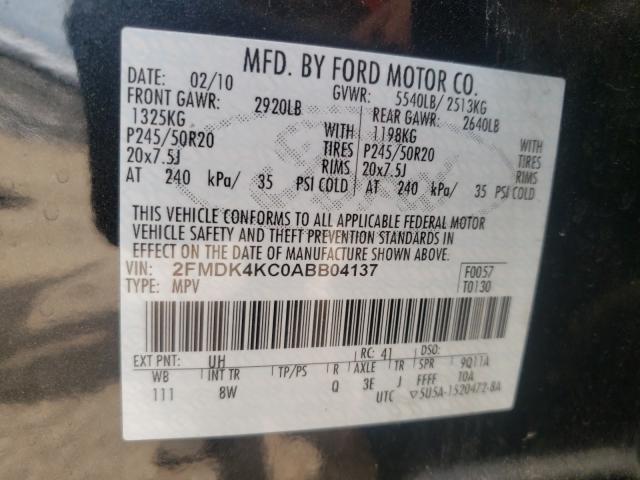 MFD. BY FORD MOTOR CO.
DATE: 02/10 GVWR: 5540LB/ 2513KG
FRONT GAWR: 2920LB REAR GAWR: 2640LB
1325KG WITH 1198KG WITH
P245/50R20 TIRES P245/50R20 TIRES
20x7.5J RIMS 20x7.5J RIMS
AT 240 kPa/ 35 PSI COLD AT 240 kPa/ 35 PSI COLD
THIS VEHICLE CONFORMS TO ALL APPLICABLE FEDERAL MOTOR
VEHICLE SAFETY AND THEFT PREVENTION STANDARDS IN
EFFECT ON THE DATE OF MANUFACTURE SHOWN ABOVE.
VIN: 2FMDK4KC0ABB04137 F0057
TYPE: MPV T0130
EXT PNT: UH RC: 41 DSO:
WB INT TR TP/PS R AXLE TR SPR 9Q11A
111 8W Q 3E J FFFF 10A
UTC ▽5U5A-1520472-8A